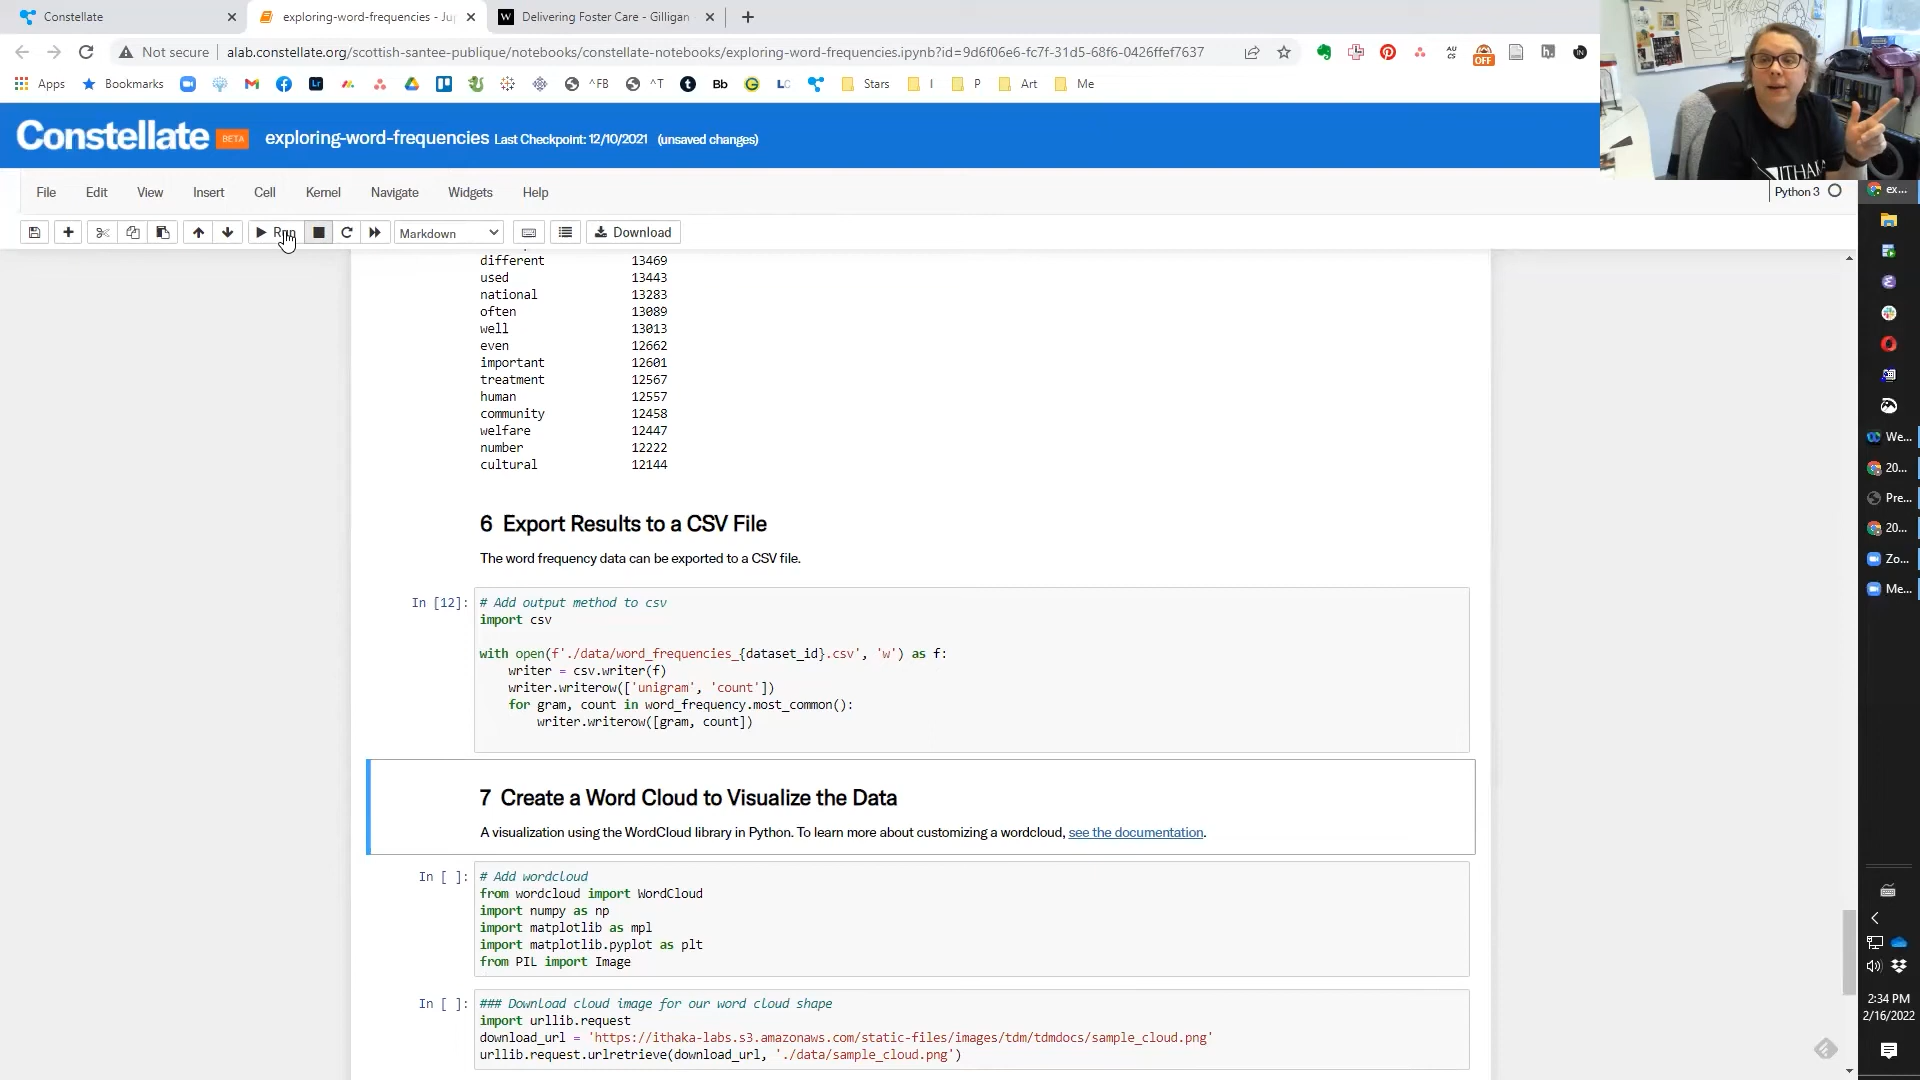 Constellate
exploring-word-frequencies - Ju
Delivering Foster Care - Gilligan
Not secure
alab.constellate.org/scottish-santee-publique/notebooks/constellate-notebooks/exploring-word-frequencies.ipynb?id=9d6f06e6-fc7f-31d5-68f6-0426ffef7637
Apps
Bookmarks
^FB
^T
Bb
LC
Stars
I
P
Art
Me
OFF
Constellate BETA
exploring-word-frequencies Last Checkpoint: 12/10/2021 (unsaved changes)
ITHAKA
File Edit View Insert Cell Kernel Navigate Widgets Help
Python 3
Run
Markdown
Download
different 13469
used 13443
national 13283
often 13089
well 13013
even 12662
important 12601
treatment 12567
human 12557
community 12458
welfare 12447
number 12222
cultural 12144
6 Export Results to a CSV File
The word frequency data can be exported to a CSV file.
In [12]:
# Add output method to csv
import csv
with open(f'./data/word_frequencies_{dataset_id}.csv', 'w') as f:
writer = csv.writer(f)
writer.writerow(['unigram', 'count'])
for gram, count in word_frequency.most_common():
writer.writerow([gram, count])
7 Create a Word Cloud to Visualize the Data
A visualization using the WordCloud library in Python. To learn more about customizing a wordcloud, see the documentation.
In [ ]:
# Add wordcloud
from wordcloud import WordCloud
import numpy as np
import matplotlib as mpl
import matplotlib.pyplot as plt
from PIL import Image
In [ ]:
### Download cloud image for our word cloud shape
import urllib.request
download_url = 'https://ithaka-labs.s3.amazonaws.com/static-files/images/tdm/tdmdocs/sample_cloud.png'
urllib.request.urlretrieve(download_url, './data/sample_cloud.png')
ex...
We...
20...
Pre...
20...
Zo...
Me...
2:34 PM
2/16/2022